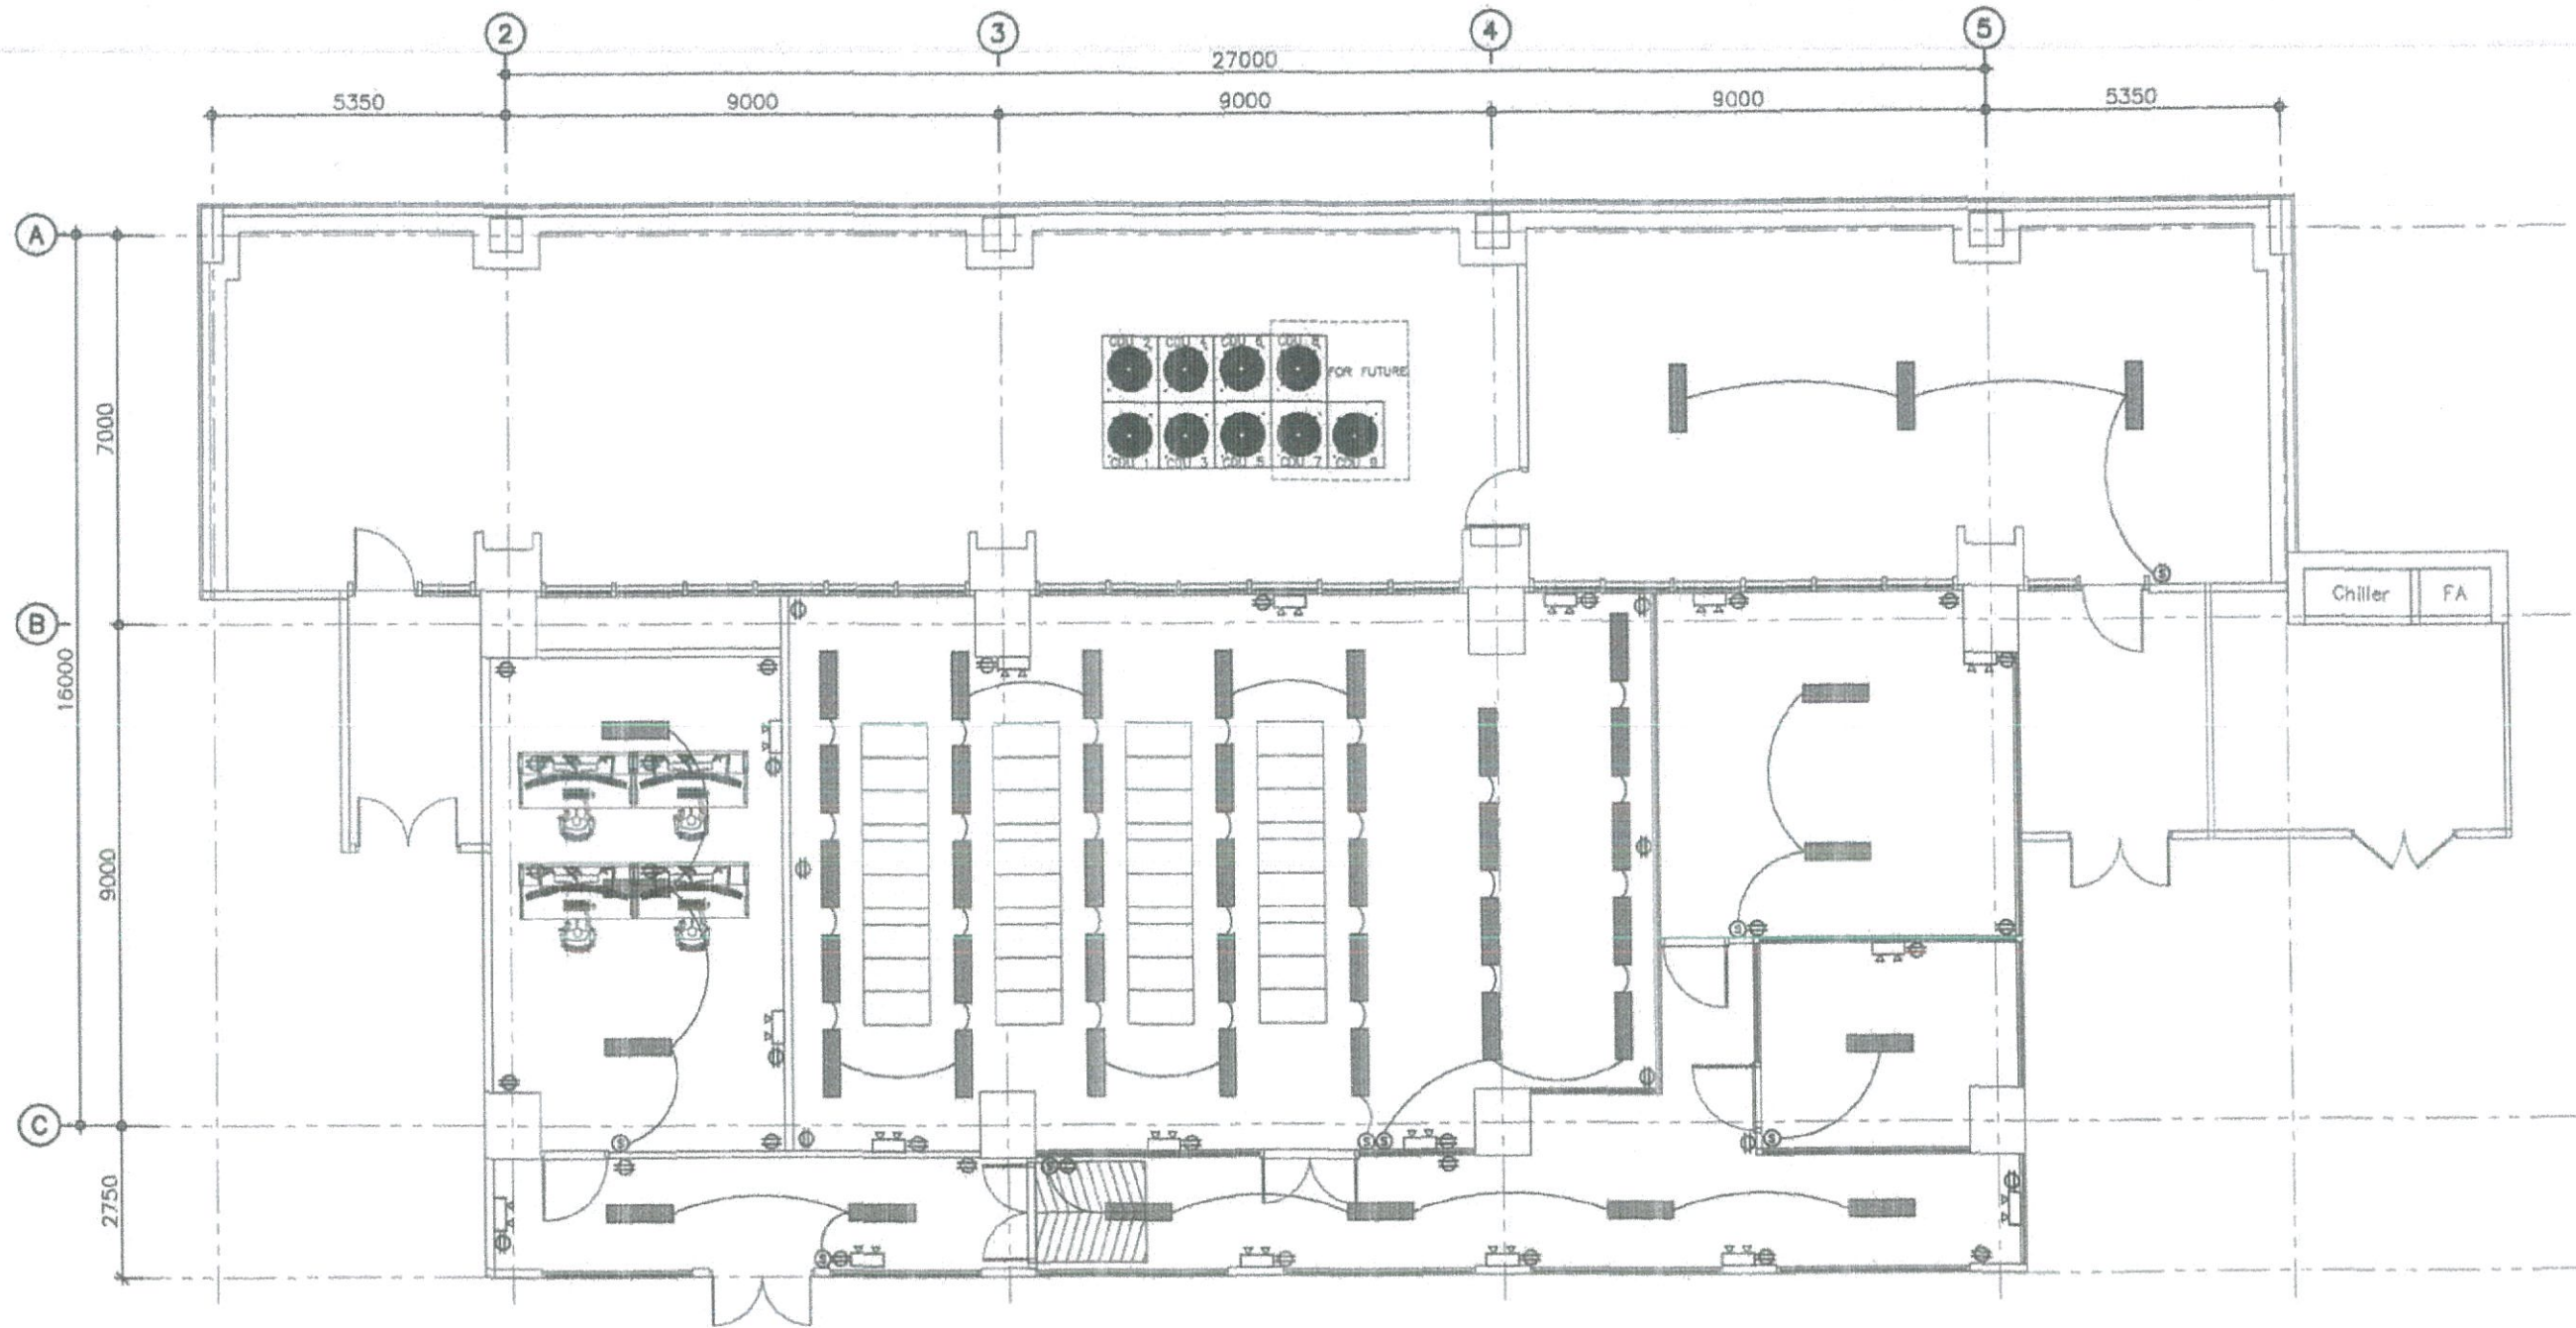 2 3 4 5
27000
5350 9000 9000 9000 5350
A
CDU 2 CDU 4 CDU 6 CDU 8
FOR FUTURE
7000
CDU 1 CDU 3 CDU 5 CDU 7 CDU 9
Chiller FA
B
16000
9000
C
S S S S S S S S
2750